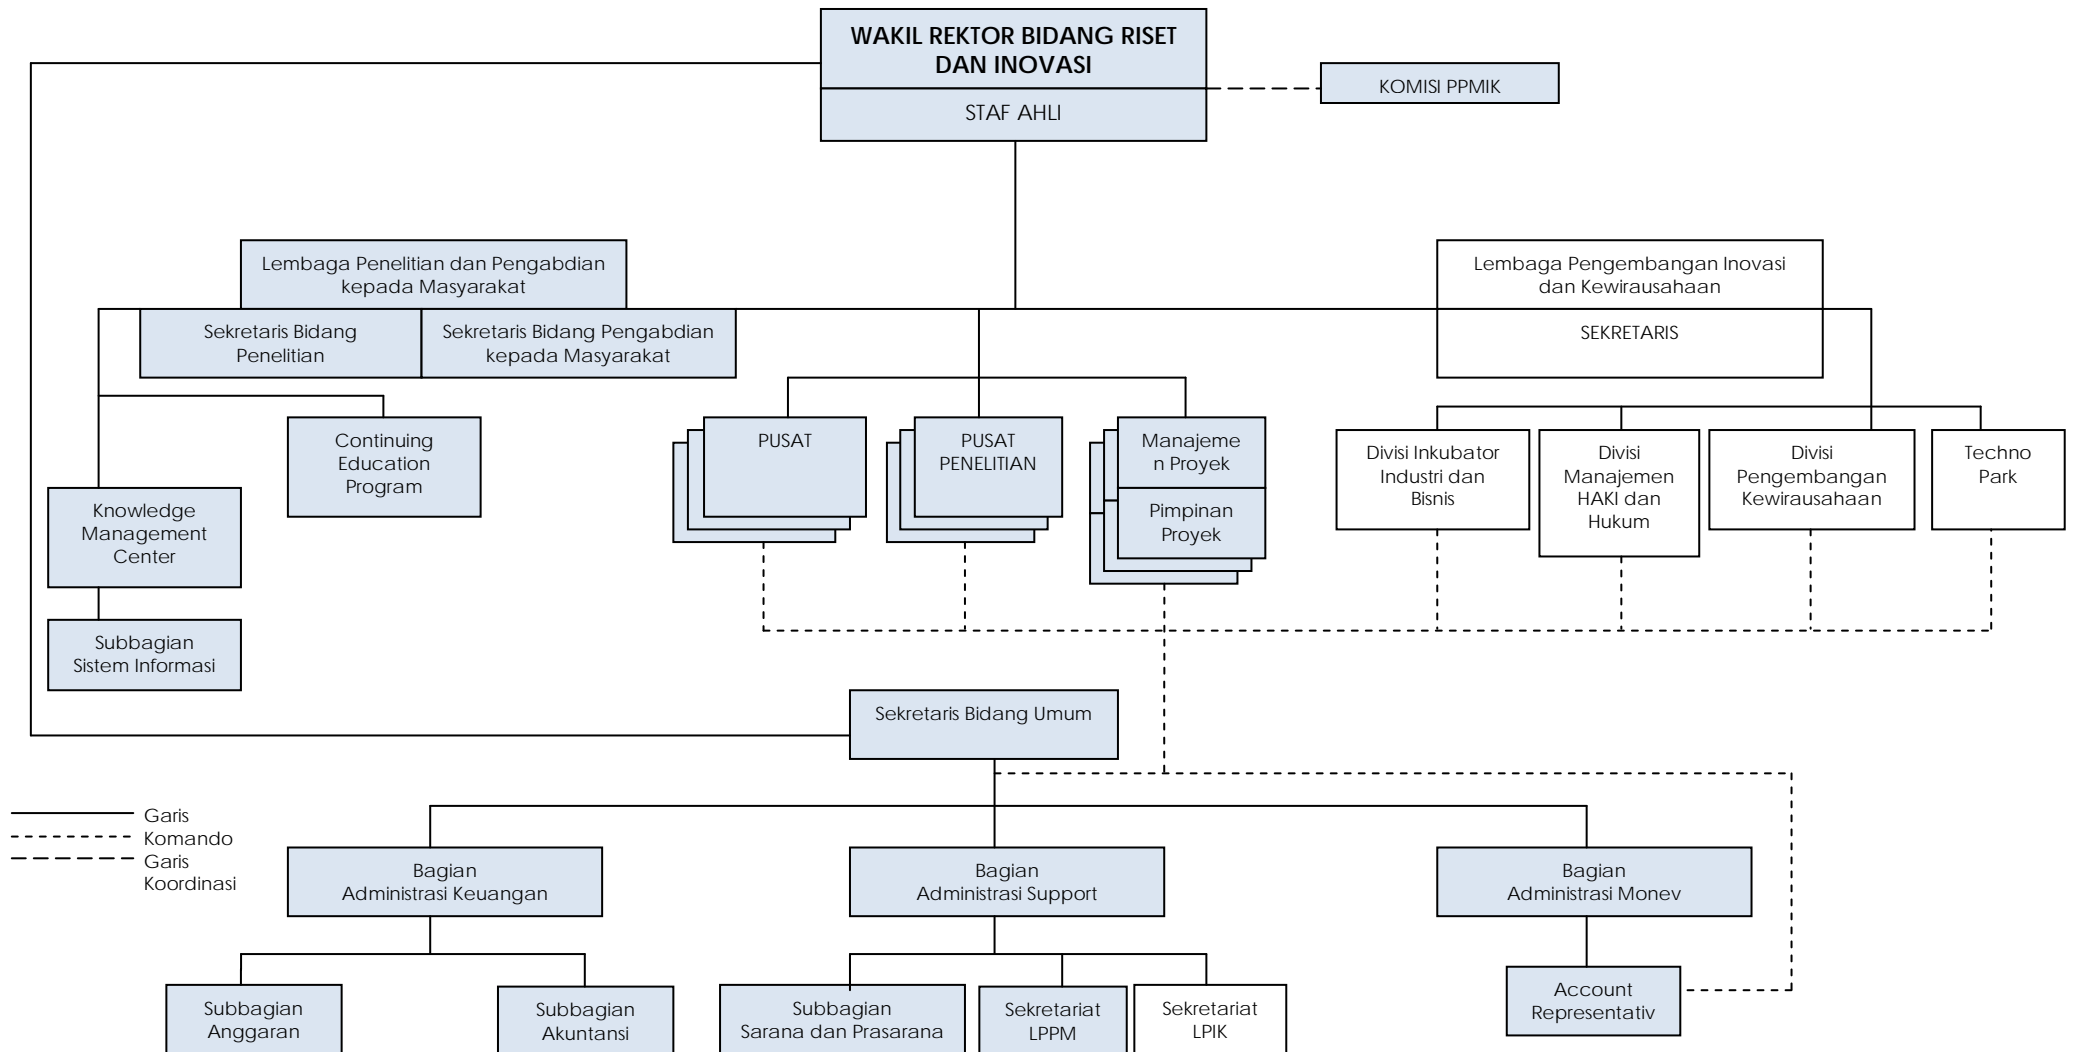 WAKIL REKTOR BIDANG RISET
DAN INOVASI
STAF AHLI
KOMISI PPMIK
Lembaga Penelitian dan Pengabdian
kepada Masyarakat
Sekretaris Bidang
Penelitian
Sekretaris Bidang Pengabdian
kepada Masyarakat
Lembaga Pengembangan Inovasi
dan Kewirausahaan
SEKRETARIS
Continuing
Education
Program
Knowledge
Management
Center
Subbagian
Sistem Informasi
PUSAT
PUSAT
PENELITIAN
Manajeme
n Proyek
Pimpinan
Proyek
Divisi Inkubator
Industri dan
Bisnis
Divisi
Manajemen
HAKI dan
Hukum
Divisi
Pengembangan
Kewirausahaan
Techno
Park
Sekretaris Bidang Umum
Garis
Komando
Garis
Koordinasi
Bagian
Administrasi Keuangan
Bagian
Administrasi Support
Bagian
Administrasi Monev
Subbagian
Anggaran
Subbagian
Akuntansi
Subbagian
Sarana dan Prasarana
Sekretariat
LPPM
Sekretariat
LPIK
Account
Representativ